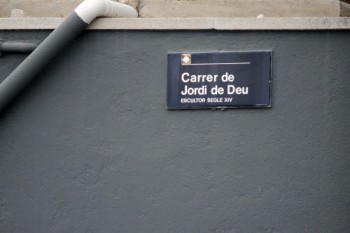 Carrer de
Jordi de Deu
ESCULTOR SEGLE XIV